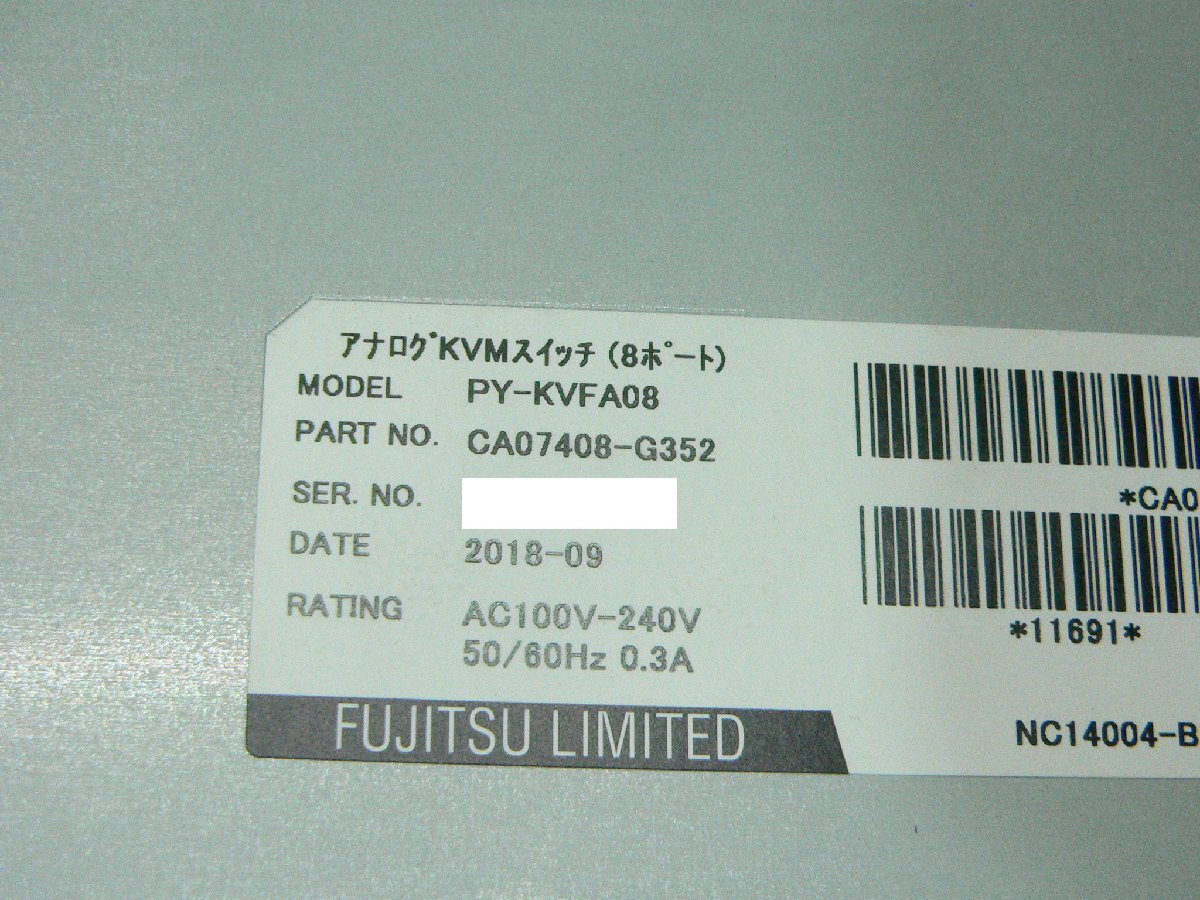 アナログKVMスイッチ (8ポート)
MODEL PY-KVFA08
PART NO. CA07408-G352
SER. NO.
DATE 2018-09
RATING AC100V-240V
50/60Hz 0.3A
FUJITSU LIMITED
*CA0
*11691*
NC14004-B